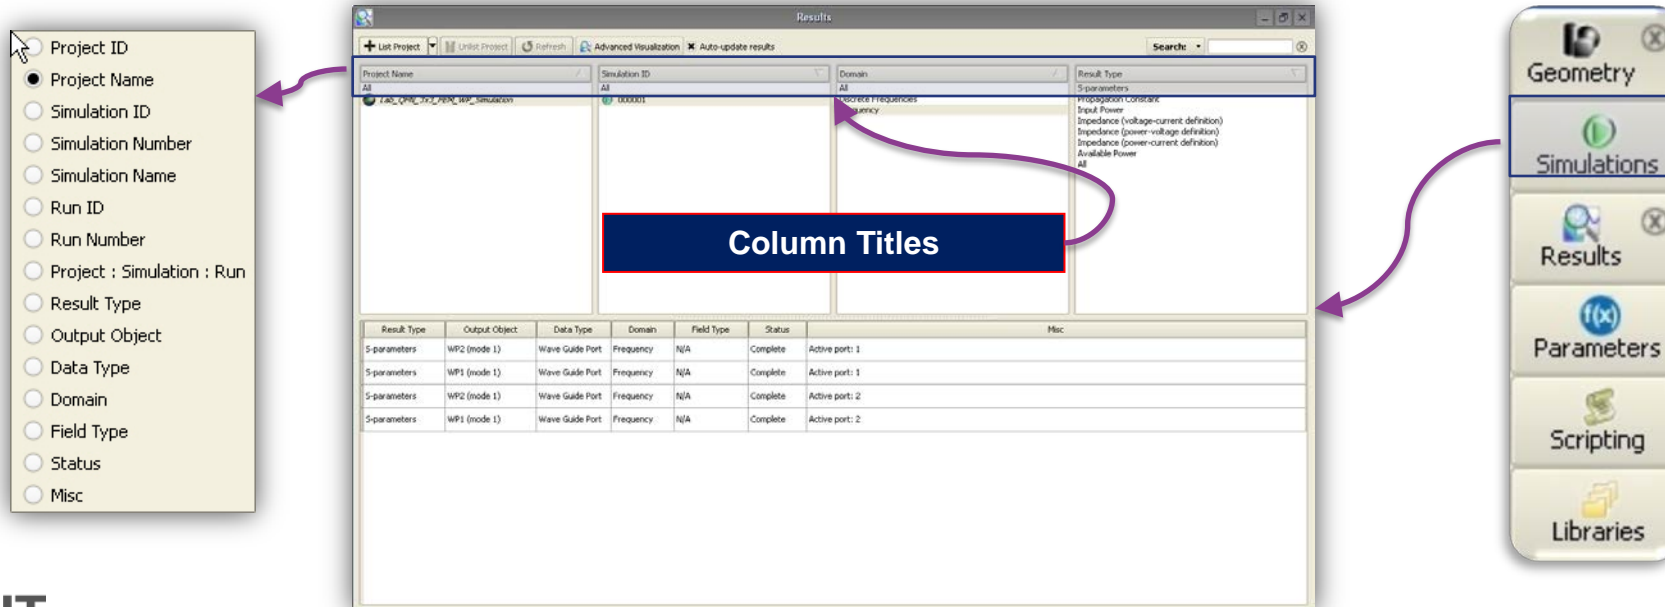 Project ID
Project Name
Simulation ID
Simulation Number
Simulation Name
Run ID
Run Number
Project : Simulation : Run
Result Type
Output Object
Data Type
Domain
Field Type
Status
Misc
Results
List Project Unlist Project Refresh Advanced Visualization Auto-update results Search:
Project Name Simulation ID Domain Result Type
All All All S-parameters
Lab_QFN_3x3_FEM_WP_Simulation 000001 Discrete Frequencies Propagation Constant
Input Power
Impedance (voltage-current definition)
Impedance (power-voltage definition)
Impedance (power-current definition)
Available Power
All
Column Titles
Result Type Output Object Data Type Domain Field Type Status Misc
S-parameters WP2 (mode 1) Wave Guide Port Frequency N/A Complete Active port: 1
S-parameters WP1 (mode 1) Wave Guide Port Frequency N/A Complete Active port: 1
S-parameters WP2 (mode 1) Wave Guide Port Frequency N/A Complete Active port: 2
S-parameters WP1 (mode 1) Wave Guide Port Frequency N/A Complete Active port: 2
Geometry
Simulations
Results
f(x)
Parameters
Scripting
Libraries